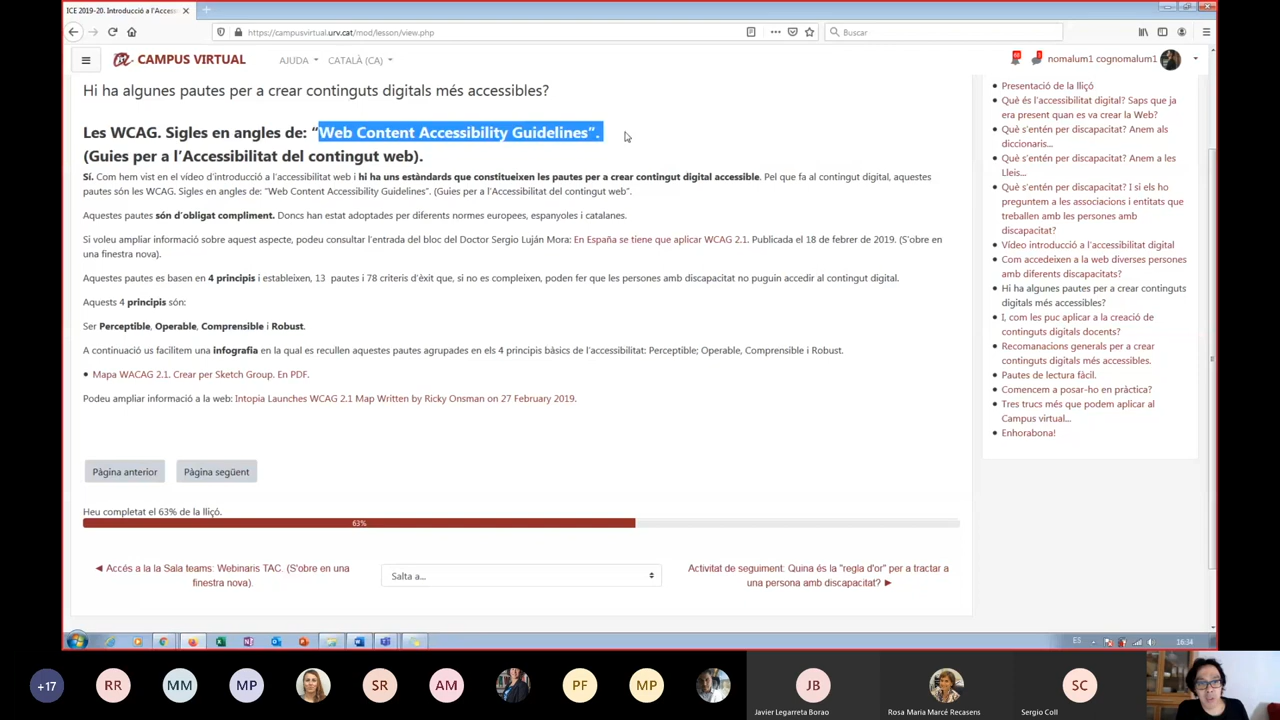 ICE 2019-20. Introducció a l'Acces
https://campusvirtual.urv.cat/mod/lesson/view.php
Buscar
CAMPUS VIRTUAL
AJUDA
CATALÀ (CA)
nomalum1 cognomalum1
Hi ha algunes pautes per a crear continguts digitals més accessibles?
Les WCAG. Sigles en angles de: “Web Content Accessibility Guidelines”.
(Guies per a l’Accessibilitat del contingut web).
Sí. Com hem vist en el vídeo d’introducció a l’accessibilitat web i hi ha uns estàndards que constitueixen les pautes per a crear contingut digital accessible. Pel que fa al contingut digital, aquestes
pautes són les WCAG. Sigles en angles de: “Web Content Accessibility Guidelines”. (Guies per a l’Accessibilitat del contingut web”.
Aquestes pautes són d’obligat compliment. Doncs han estat adoptades per diferents normes europees, espanyoles i catalanes.
Si voleu ampliar informació sobre aquest aspecte, podeu consultar l’entrada del bloc del Doctor Sergio Luján Mora: En España se tiene que aplicar WCAG 2.1. Publicada el 18 de febrer de 2019. (S’obre en
una finestra nova).
Aquestes pautes es basen en 4 principis i estableixen, 13 pautes i 78 criteris d’èxit que, si no es compleixen, poden fer que les persones amb discapacitat no puguin accedir al contingut digital.
Aquests 4 principis són:
Ser Perceptible, Operable, Comprensible i Robust.
A continuació us facilitem una infografia en la qual es recullen aquestes pautes agrupades en els 4 principis bàsics de l’accessibilitat: Perceptible; Operable, Comprensible i Robust.
• Mapa WACAG 2.1. Crear per Sketch Group. En PDF.
Podeu ampliar informació a la web: Intopia Launches WCAG 2.1 Map Written by Ricky Onsman on 27 February 2019.
Pàgina anterior
Pàgina següent
Heu completat el 63% de la lliçó.
63%
◄ Accés a la la Sala teams: Webinaris TAC. (S'obre en una
finestra nova).
Salta a...
Activitat de seguiment: Quina és la "regla d'or" per a tractar a
una persona amb discapacitat? ►
• Presentació de la lliçó
• Què és l’accessibilitat digital? Saps que ja
era present quan es va crear la Web?
• Què s’entén per discapacitat? Anem als
diccionaris...
• Què s’entén per discapacitat? Anem a les
Lleis...
• Què s’entén per discapacitat? I si els ho
preguntem a les associacions i entitats que
treballen amb les persones amb
discapacitat?
• Vídeo introducció a l’accessibilitat digital
• Com accedeixen a la web diverses persones
amb diferents discapacitats?
• Hi ha algunes pautes per a crear continguts
digitals més accessibles?
• I, com les puc aplicar a la creació de
continguts digitals docents?
• Recomanacions generals per a crear
continguts digitals més accessibles.
• Pautes de lectura fàcil.
• Comencem a posar-ho en pràctica?
• Tres trucs més que podem aplicar al
Campus virtual...
• Enhorabona!
ES
16:34
+17
RR
MM
MP
SR
AM
PF
MP
JB
Javier Legarreta Borao
Rosa Maria Marcé Recasens
SC
Sergio Coll